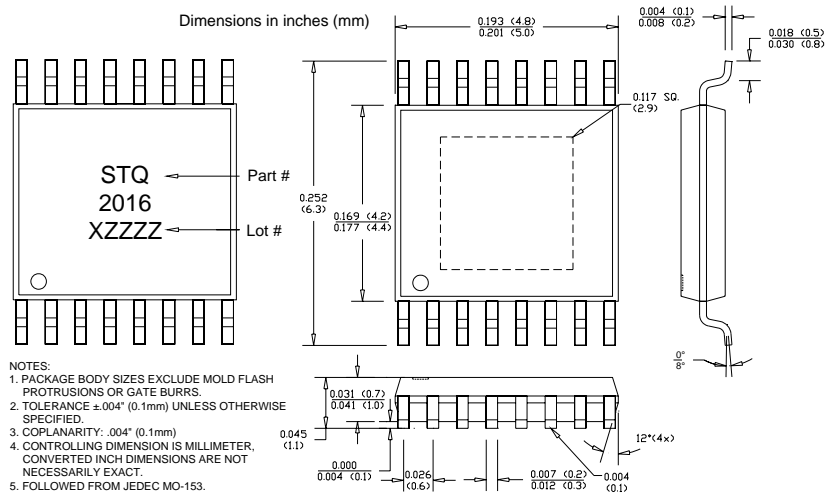 Dimensions in inches (mm)
0.193 (4.8)
0.201 (5.0)
0.004 (0.1)
0.008 (0.2)
0.018 (0.5)
0.030 (0.8)
0.117 SQ.
(2.9)
STQ
2016
XZZZZ
Part #
Lot #
0.252
(6.3)
0.169 (4.2)
0.177 (4.4)
0°
8°
NOTES:
1. PACKAGE BODY SIZES EXCLUDE MOLD FLASH
PROTRUSIONS OR GATE BURRS.
2. TOLERANCE ±.004" (0.1mm) UNLESS OTHERWISE
SPECIFIED.
3. COPLANARITY: .004" (0.1mm)
4. CONTROLLING DIMENSION IS MILLIMETER,
CONVERTED INCH DIMENSIONS ARE NOT
NECESSARILY EXACT.
5. FOLLOWED FROM JEDEC MO-153.
0.031 (0.7)
0.041 (1.0)
0.045
(1.1)
0.000
0.004 (0.1)
0.026
(0.6)
0.007 (0.2)
0.012 (0.3)
0.004
(0.1)
12°(4x)